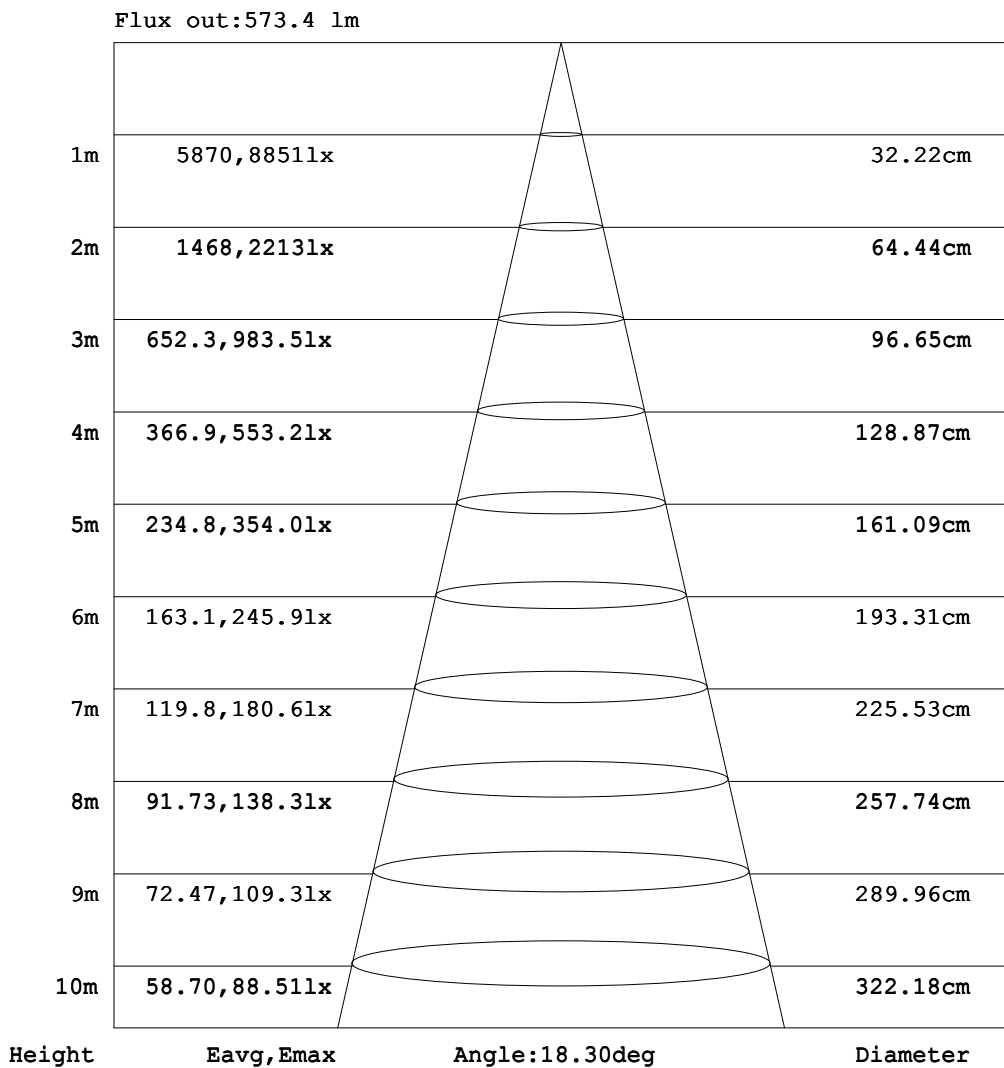 Flux out:573.4 lm
1m 5870,8851lx 32.22cm
2m 1468,2213lx 64.44cm
3m 652.3,983.5lx 96.65cm
4m 366.9,553.2lx 128.87cm
5m 234.8,354.0lx 161.09cm
6m 163.1,245.9lx 193.31cm
7m 119.8,180.6lx 225.53cm
8m 91.73,138.3lx 257.74cm
9m 72.47,109.3lx 289.96cm
10m 58.70,88.51lx 322.18cm
Height Eavg,Emax Angle:18.30deg Diameter